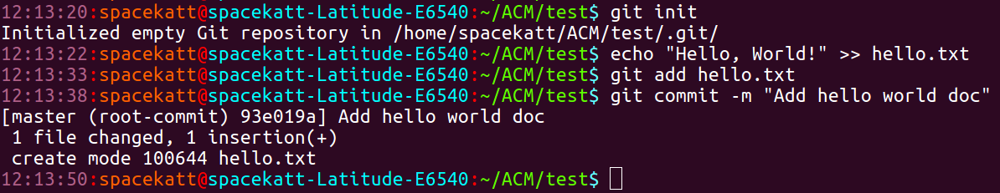 12:13:20:spacekatt@spacekatt-Latitude-E6540:~/ACM/test$ git init
Initialized empty Git repository in /home/spacekatt/ACM/test/.git/
12:13:22:spacekatt@spacekatt-Latitude-E6540:~/ACM/test$ echo "Hello, World!" >> hello.txt
12:13:33:spacekatt@spacekatt-Latitude-E6540:~/ACM/test$ git add hello.txt
12:13:38:spacekatt@spacekatt-Latitude-E6540:~/ACM/test$ git commit -m "Add hello world doc"
[master (root-commit) 93e019a] Add hello world doc
 1 file changed, 1 insertion(+)
 create mode 100644 hello.txt
12:13:50:spacekatt@spacekatt-Latitude-E6540:~/ACM/test$